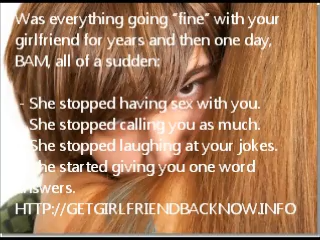 Was everything going "fine" with your
girlfriend for years and then one day,
BAM, all of a sudden:
- She stopped having sex with you.
- She stopped calling you as much.
She stopped laughing at your jokes.
she started giving you one word
answers.
HTTP://GETGIRLFRIENDBACKNOW.INFO